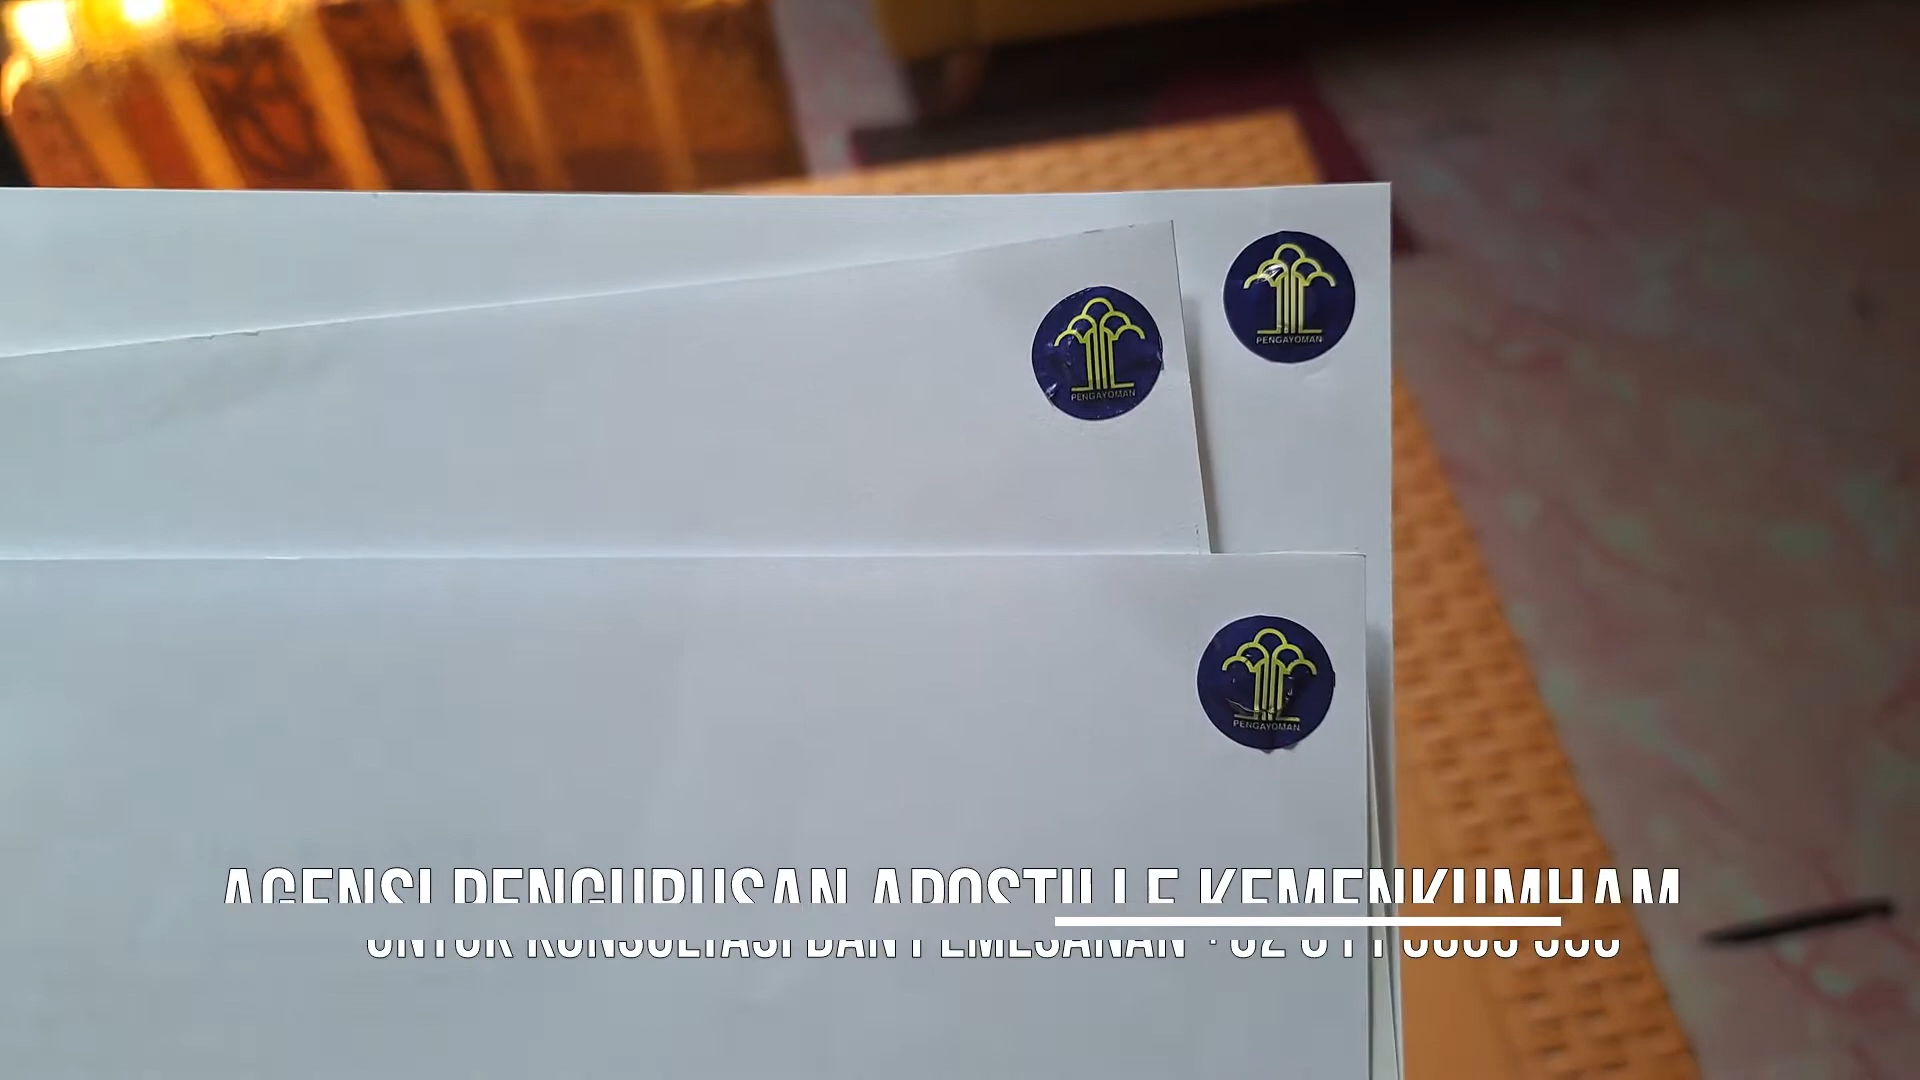 PENGAYOMAN
PENGAYOMAN
PENGAYOMAN
AGENSI PENGURUSAN APOSTILLE KEMENKUMHAM
UNTUK KONSULTASI DAN PEMESANAN